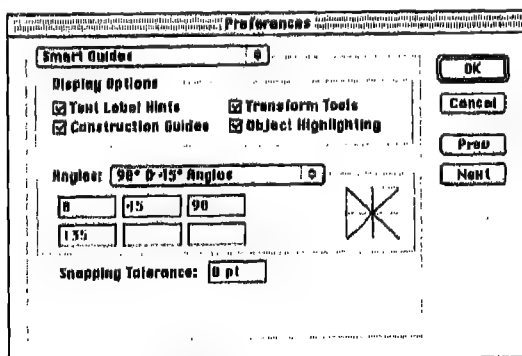 Preferences
Smart Guides
Display Options
Text Label Hints
Transform Tools
Construction Guides
Object Highlighting
Angles: 90° & 45° Angles
0 45 90
135
Snapping Tolerance: pt
OK
Cancel
Prev
Next